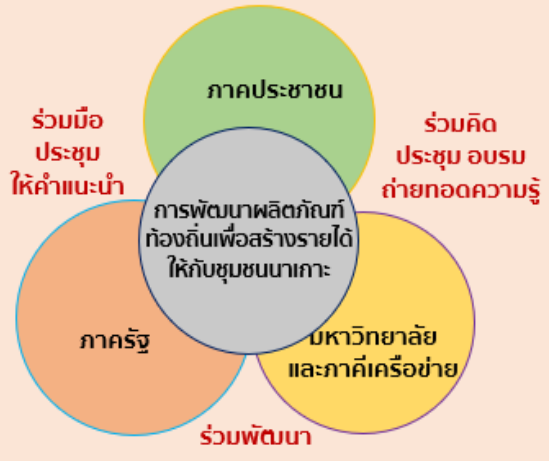 ภาคประชาชน
ร่วมมือ
ประชุม
ให้คำแนะนำ
ร่วมคิด
ประชุม อบรม
ถ่ายทอดความรู้
การพัฒนาผลิตภัณฑ์
ท้องถิ่นเพื่อสร้างรายได้
ให้กับชุมชนนาเกาะ
ภาครัฐ
มหาวิทยาลัย
และภาคีเครือข่าย
ร่วมพัฒนา